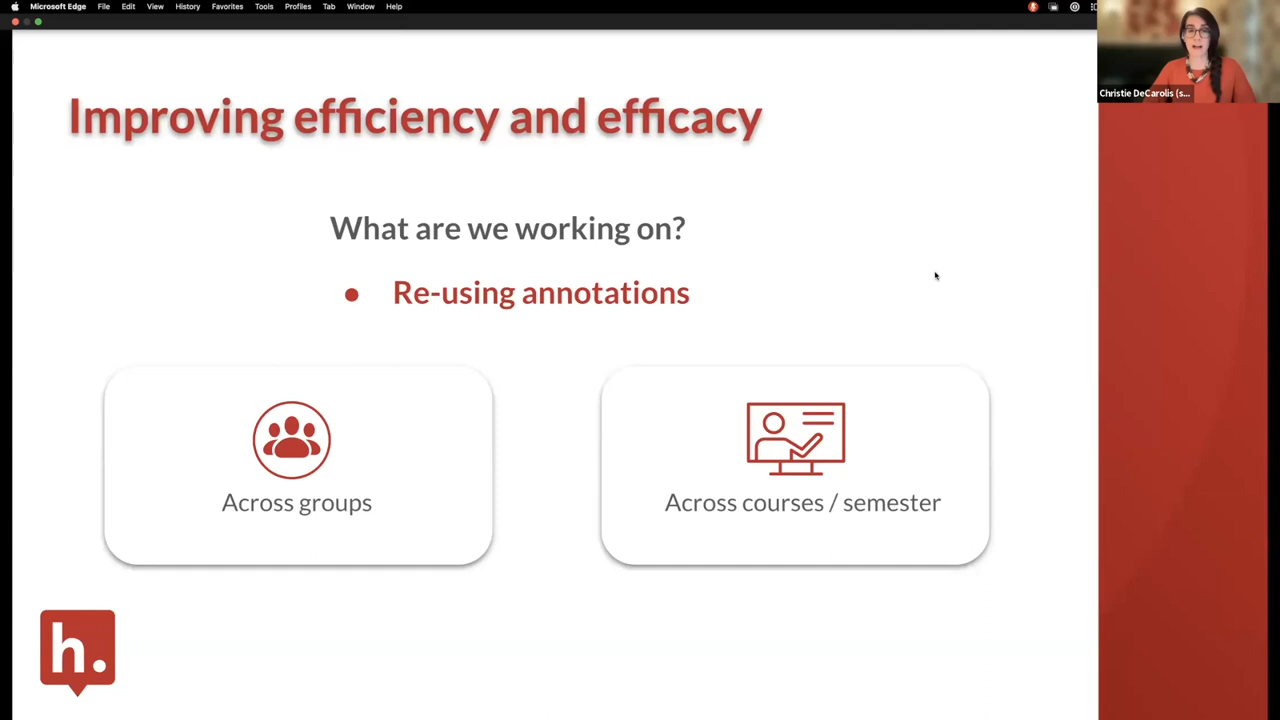 Microsoft Edge File Edit View History Favorites Tools Profiles Tab Window Help
Christie DeCarolis (s...
Improving efficiency and efficacy
What are we working on?
● Re-using annotations
Across groups
Across courses / semester
h.